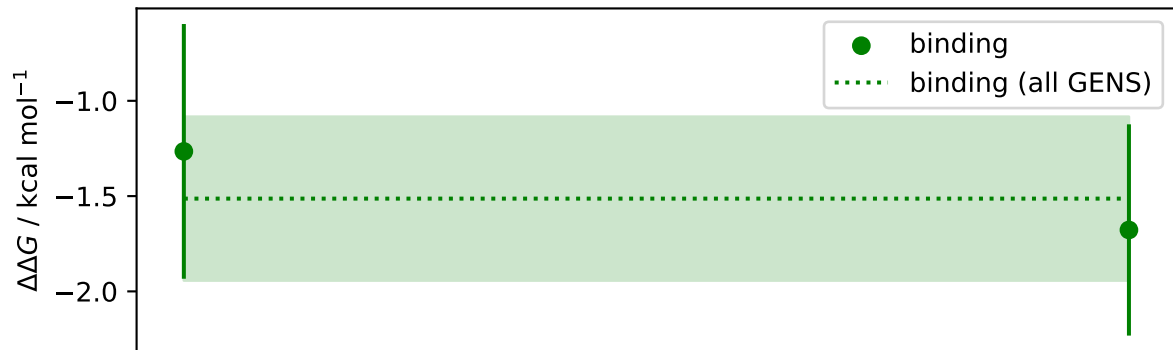 binding
binding (all GENS)
ΔΔG / kcal mol⁻¹
−1.0
−1.5
−2.0